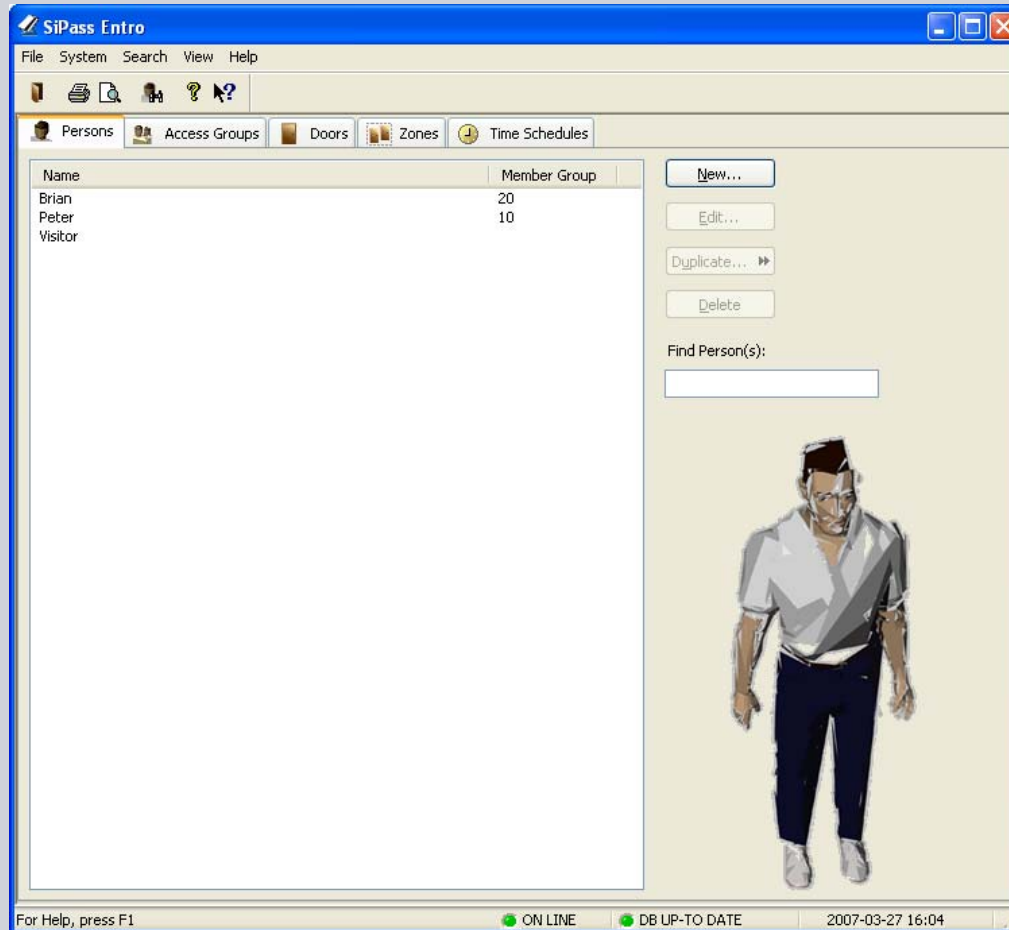 SiPass Entro
File System Search View Help
Persons Access Groups Doors Zones Time Schedules
Name Member Group
Brian 20
Peter 10
Visitor
New...
Edit...
Duplicate...
Delete
Find Person(s):
For Help, press F1 ON LINE DB UP-TO DATE 2007-03-27 16:04